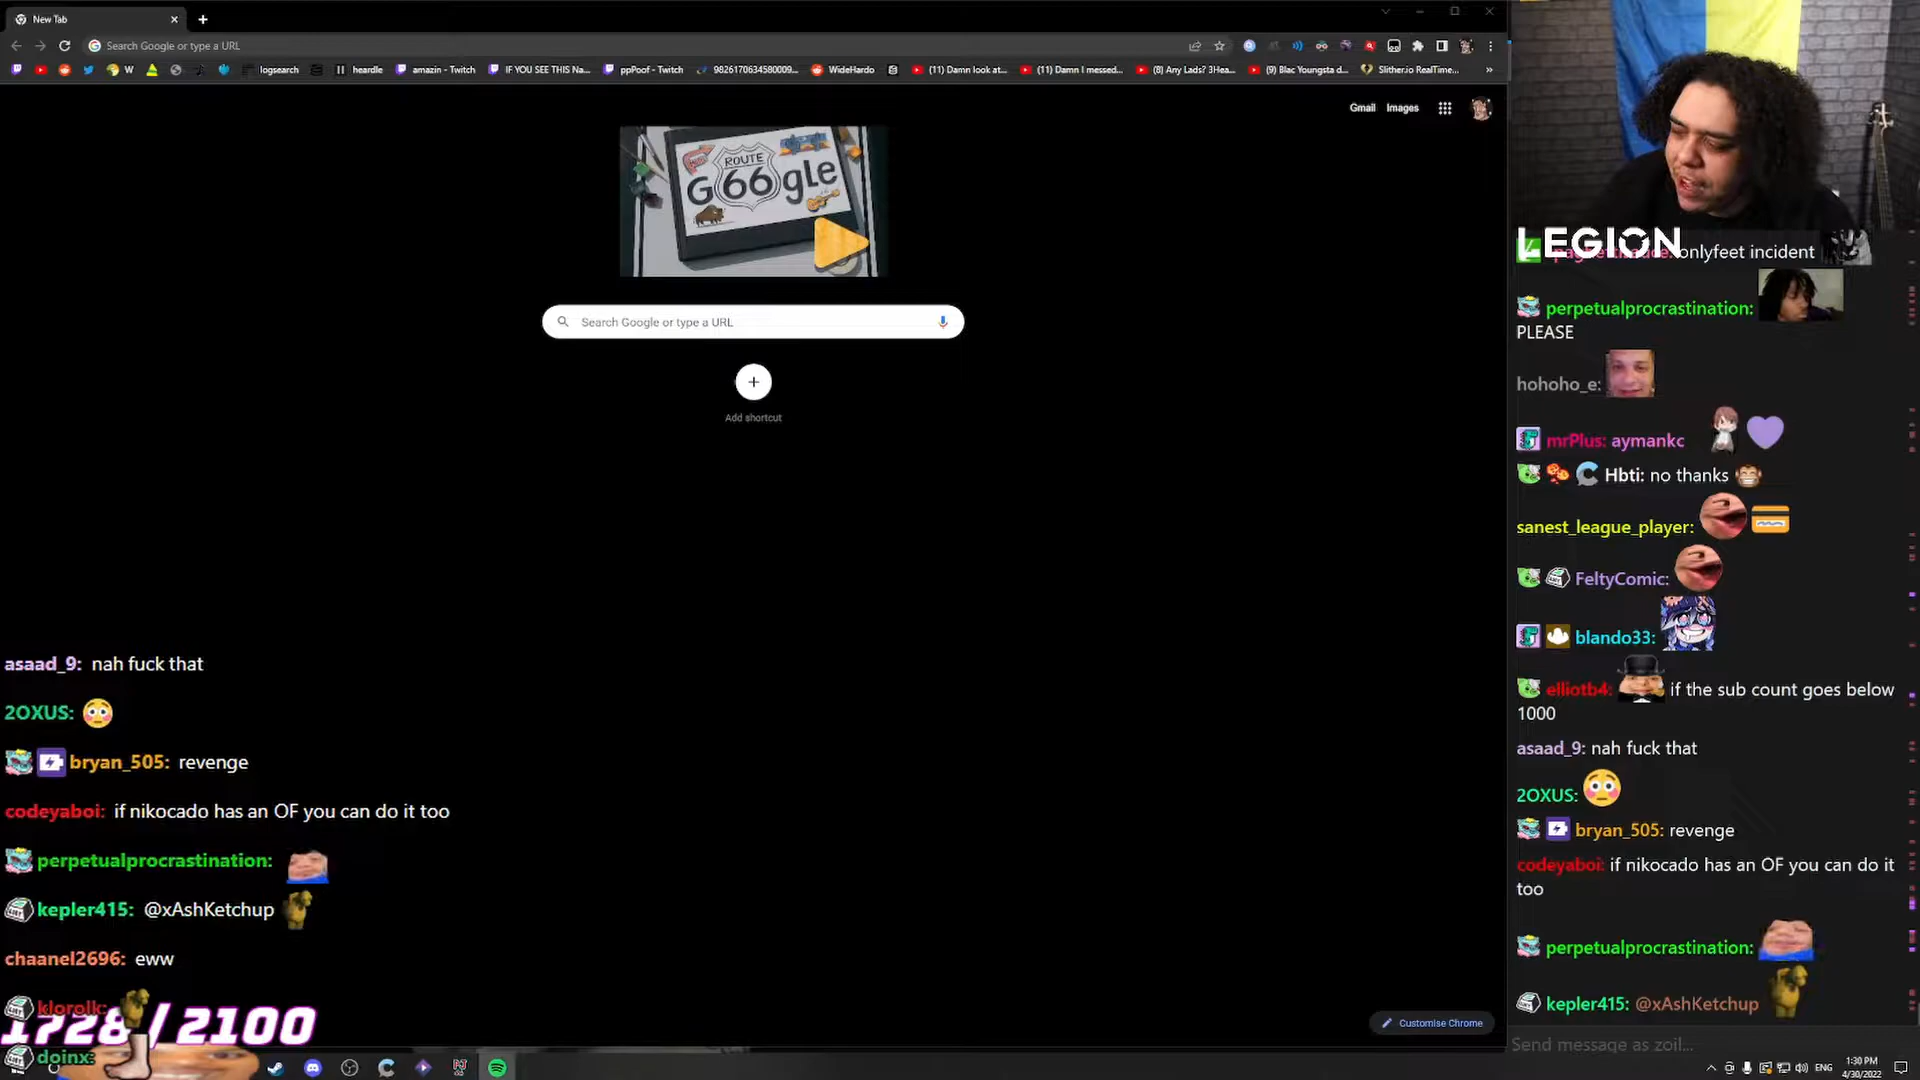 New Tab
Search Google or type a URL
W
logsearch
heardle
amazin - Twitch
IF YOU SEE THIS Na...
ppPoof - Twitch
9826170634580009...
WideHardo
(11) Damn look at...
(11) Damn I messed...
(8) Any Lads? 3Hea...
(9) Blac Youngsta d...
Slither.io RealTime...
Gmail
Images
ROUTE
G66gle
Search Google or type a URL
Add shortcut
asaad_9: nah fuck that
2OXUS:
bryan_505: revenge
codeyaboi: if nikocado has an OF you can do it too
perpetualprocrastination:
kepler415: @xAshKetchup
chaanel2696: eww
klorolk:
1728 / 2100
doinx:
Customise Chrome
LEGION
onlyfeet incident
perpetualprocrastination:
PLEASE
hohoho_e:
mrPlus: aymankc
Hbti: no thanks
sanest_league_player:
FeltyComic:
blando33:
elliotb4: if the sub count goes below
1000
asaad_9: nah fuck that
2OXUS:
bryan_505: revenge
codeyaboi: if nikocado has an OF you can do it
too
perpetualprocrastination:
kepler415: @xAshKetchup
Send message as zoil...
ENG
1:30 PM
4/30/2022